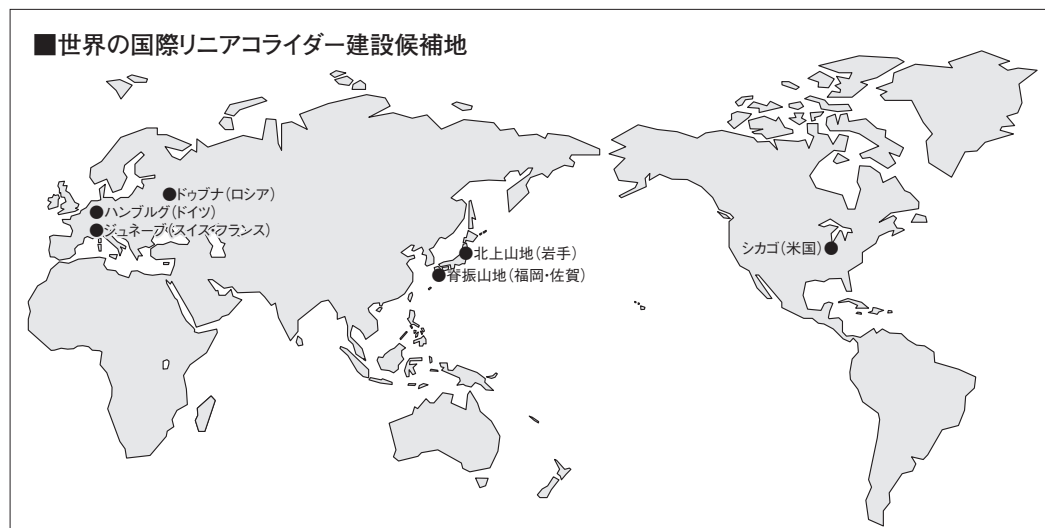 ■世界の国際リニアコライダー建設候補地
ドゥブナ(ロシア)
ハンブルグ(ドイツ)
ジュネーブ(スイス・フランス)
北上山地(岩手)
脊振山地(福岡・佐賀)
シカゴ(米国)